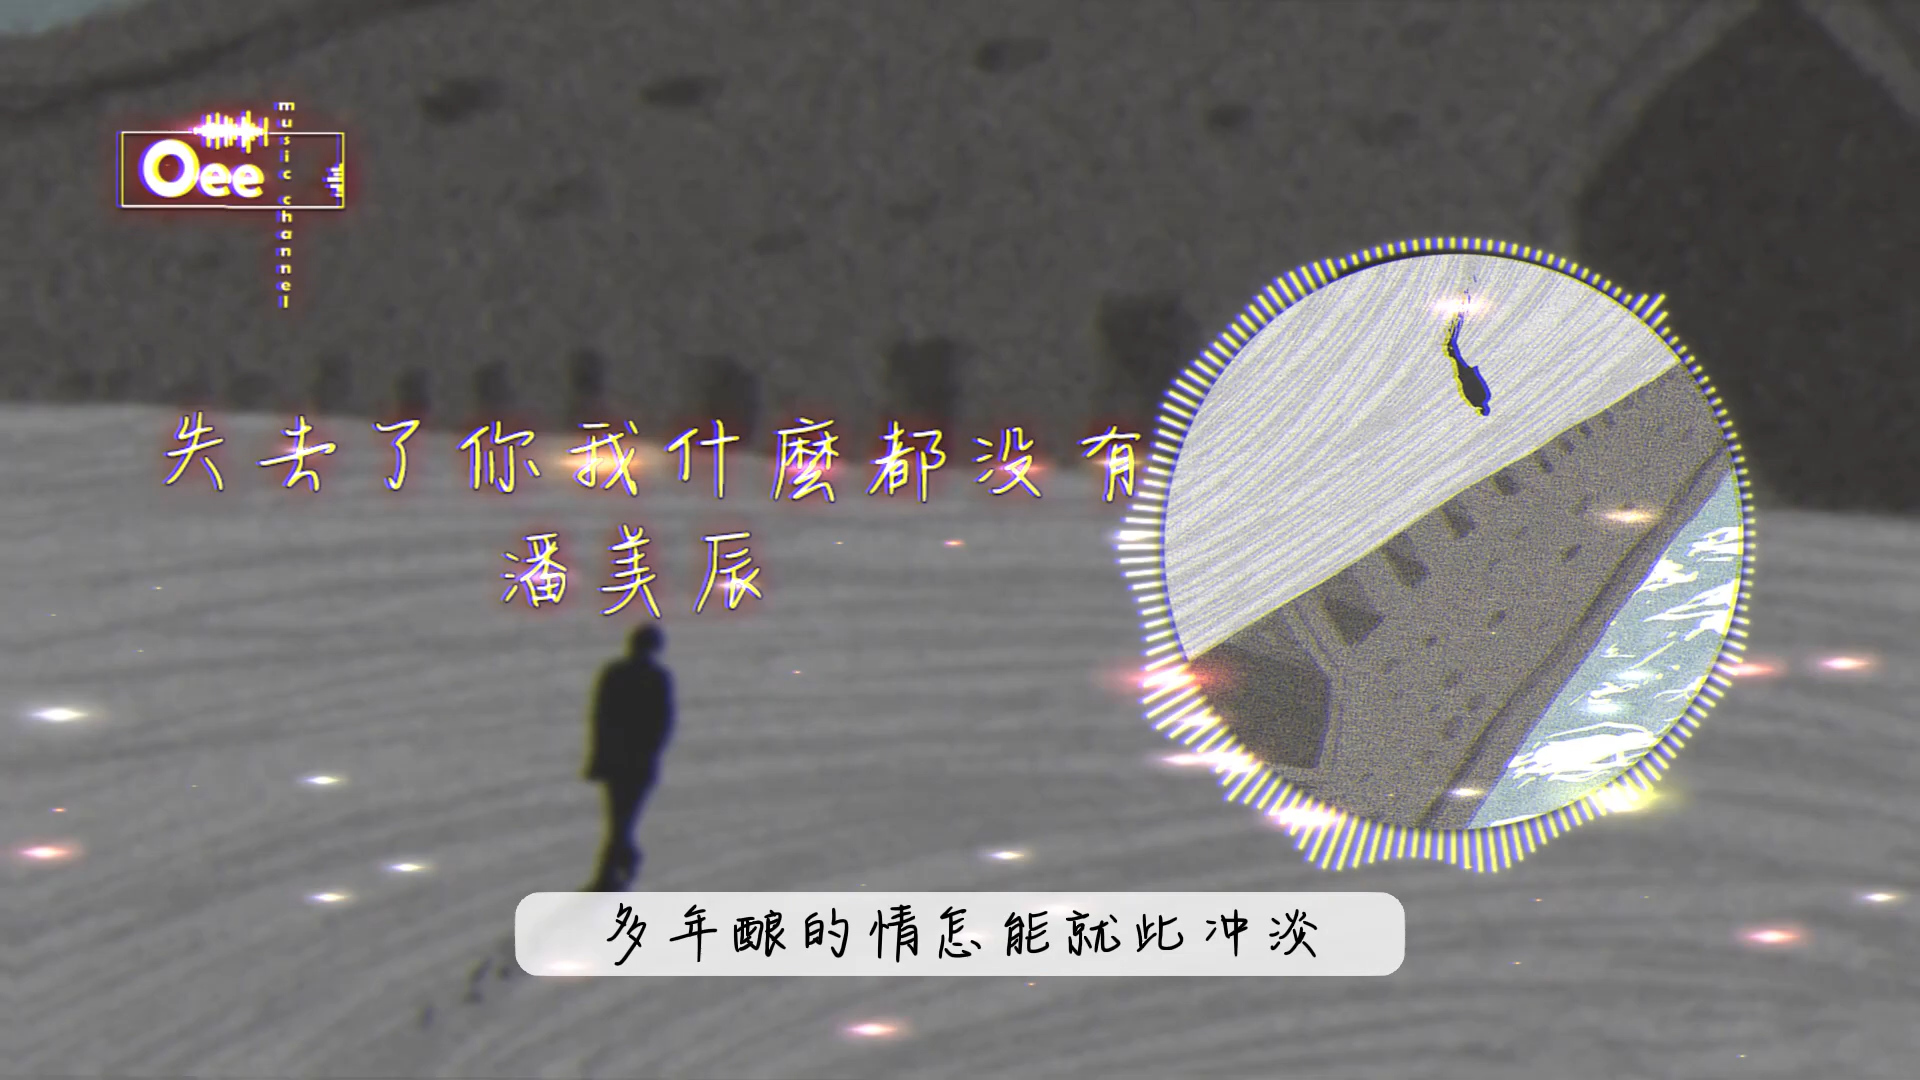 Oee
music channel
失去了你我什麼都没有
潘美辰
多年酿的情怎能就此冲淡